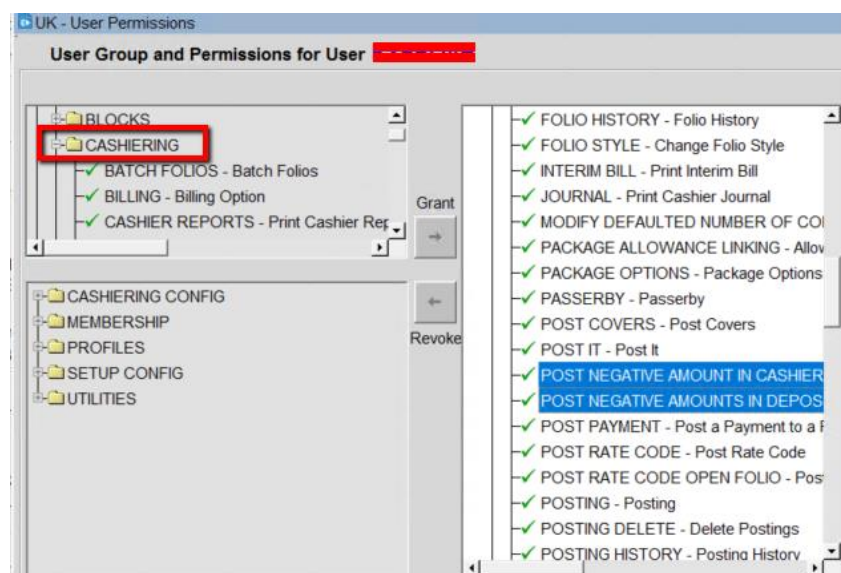 UK - User Permissions
User Group and Permissions for User
BLOCKS
CASHIERING
BATCH FOLIOS - Batch Folios
BILLING - Billing Option
CASHIER REPORTS - Print Cashier Rep
Grant
Revoke
CASHIERING CONFIG
MEMBERSHIP
PROFILES
SETUP CONFIG
UTILITIES
FOLIO HISTORY - Folio History
FOLIO STYLE - Change Folio Style
INTERIM BILL - Print Interim Bill
JOURNAL - Print Cashier Journal
MODIFY DEFAULTED NUMBER OF
PACKAGE ALLOWANCE LINKING -
PACKAGE OPTIONS - Package Options
PASSERBY - Passerby
POST COVERS - Post Covers
POST IT - Post It
POST NEGATIVE AMOUNT IN CASHIER
POST NEGATIVE AMOUNTS IN DEPOS
POST PAYMENT - Post a Payment to a
POST RATE CODE - Post Rate Code
POST RATE CODE OPEN FOLIO - Pos
POSTING - Posting
POSTING DELETE - Delete Postings
POSTING HISTORY - Posting History